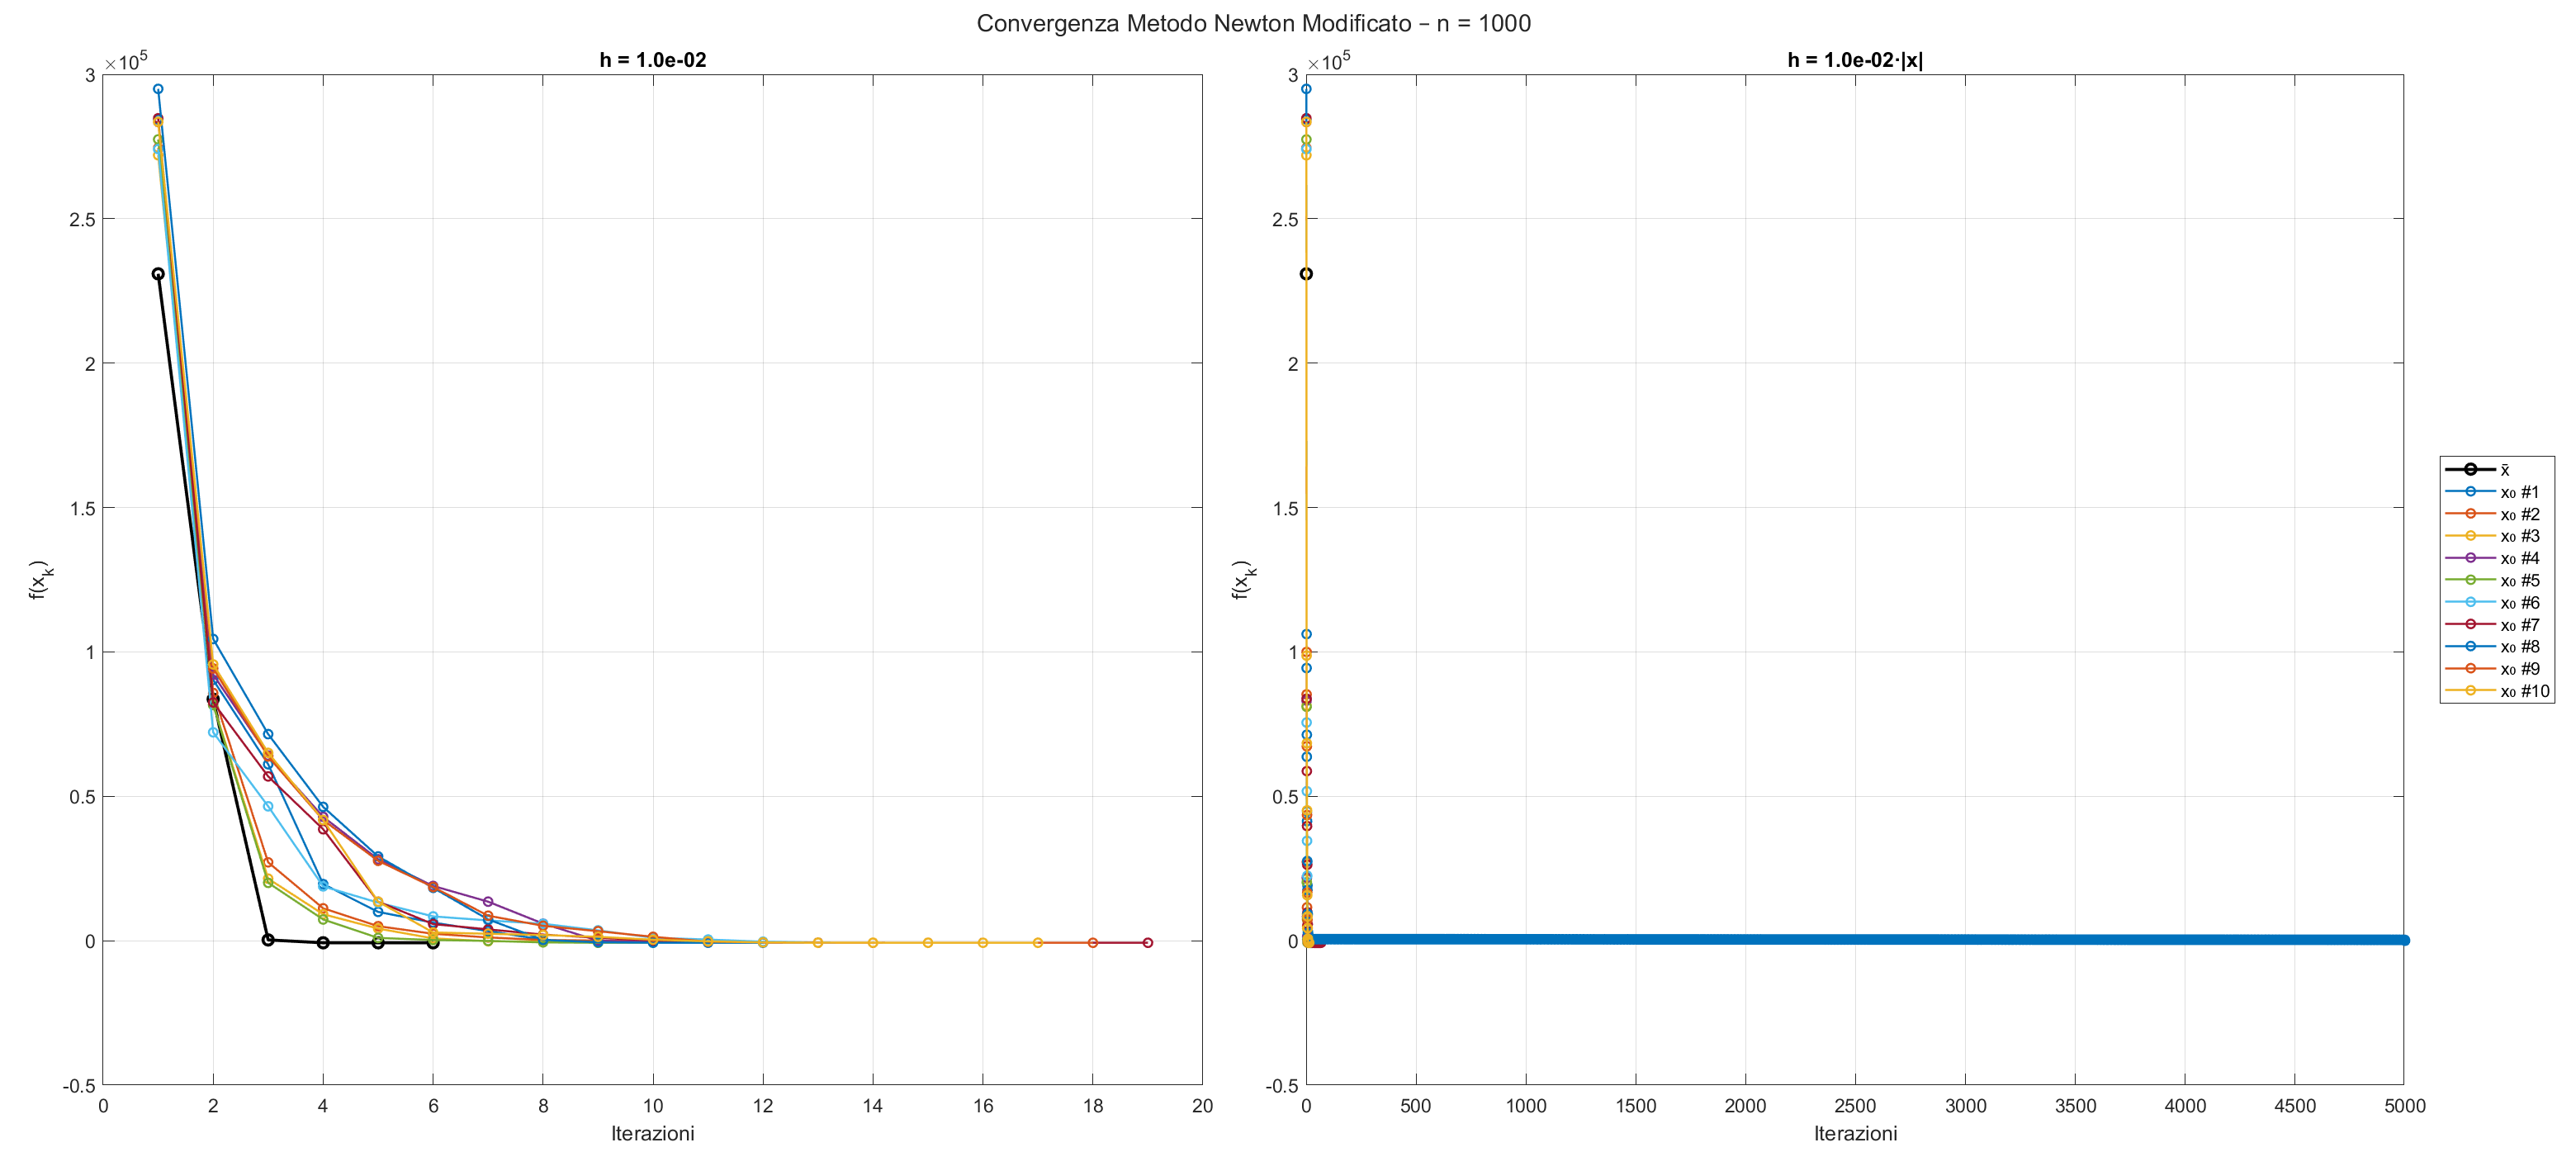 Convergenza Metodo Newton Modificato – n = 1000
h = 1.0e-02
×10⁵
3
2.5
2
1.5
1
0.5
0
-0.5
f(xₖ)
0 2 4 6 8 10 12 14 16 18 20
Iterazioni
h = 1.0e-02·|x|
×10⁵
3
2.5
2
1.5
1
0.5
0
-0.5
f(xₖ)
0 500 1000 1500 2000 2500 3000 3500 4000 4500 5000
Iterazioni
x̄
x₀ #1
x₀ #2
x₀ #3
x₀ #4
x₀ #5
x₀ #6
x₀ #7
x₀ #8
x₀ #9
x₀ #10